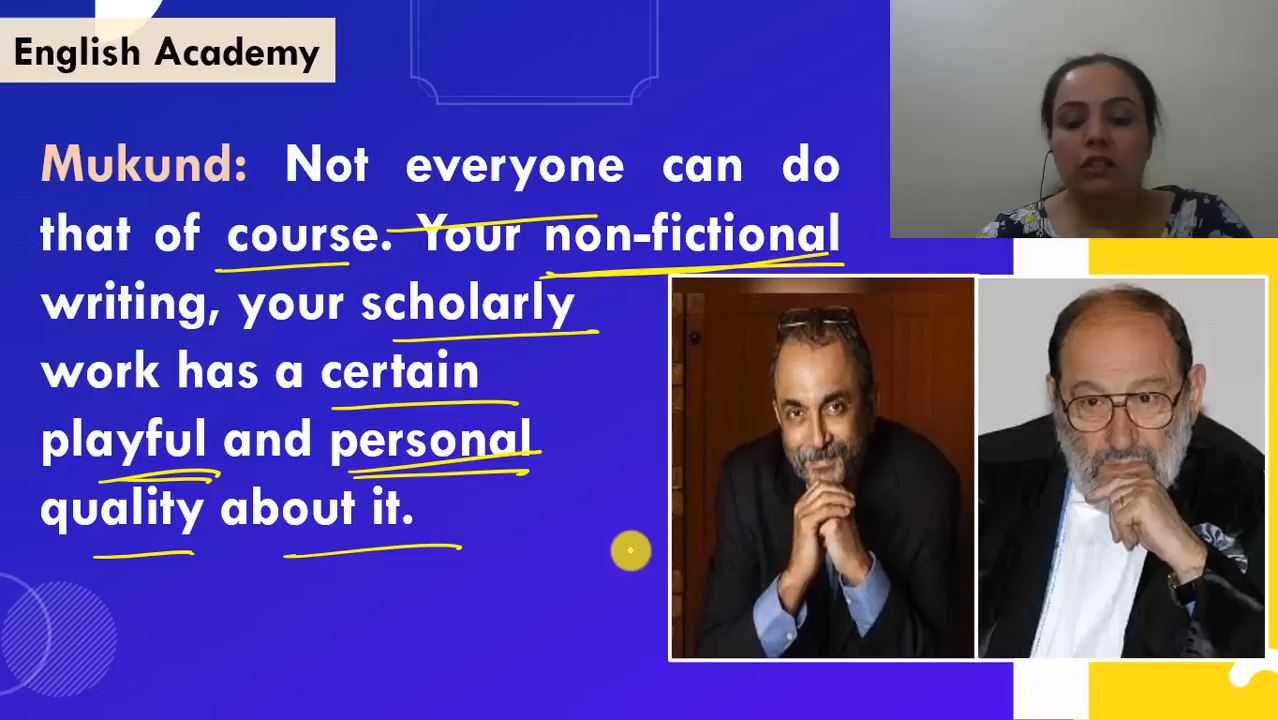 English Academy
Mukund: Not everyone can do
that of course. Your non-fictional
writing, your scholarly
work has a certain
playful and personal
quality about it.